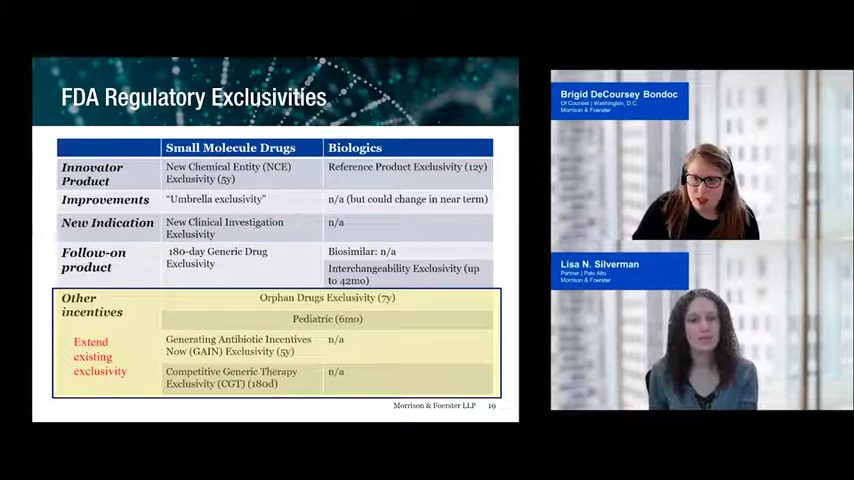 FDA Regulatory Exclusivities
Small Molecule Drugs
Biologics
Innovator
Product
New Chemical Entity (NCE)
Exclusivity (5y)
Reference Product Exclusivity (12y)
Improvements
“Umbrella exclusivity”
n/a (but could change in near term)
New Indication
New Clinical Investigation
Exclusivity
n/a
Follow-on
product
180-day Generic Drug
Exclusivity
Biosimilar: n/a
Interchangeability Exclusivity (up
to 42mo)
Other
incentives
Extend
existing
exclusivity
Orphan Drugs Exclusivity (7y)
Pediatric (6mo)
Generating Antibiotic Incentives
Now (GAIN) Exclusivity (5y)
n/a
Competitive Generic Therapy
Exclusivity (CGT) (180d)
n/a
Morrison & Foerster LLP 19
Brigid DeCoursey Bondoc
Of Counsel | Washington, D.C.
Morrison & Foerster
Lisa N. Silverman
Partner | Palo Alto
Morrison & Foerster